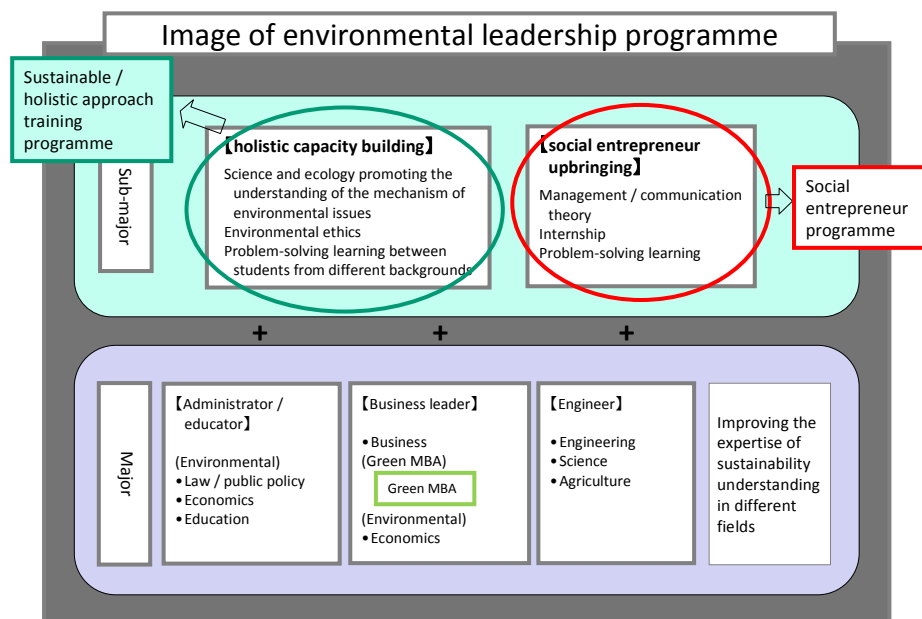 Image of environmental leadership programme
Sustainable /
holistic approach
training
programme
Sub-major
【holistic capacity building】
Science and ecology promoting the
understanding of the mechanism of
environmental issues
Environmental ethics
Problem-solving learning between
students from different backgrounds
【social entrepreneur
upbringing】
Management / communication
theory
Internship
Problem-solving learning
Social
entrepreneur
programme
+ + +
Major
【Administrator /
educator】
(Environmental)
•Law / public policy
•Economics
•Education
【Business leader】
•Business
(Green MBA)
Green MBA
(Environmental)
•Economics
【Engineer】
•Engineering
•Science
•Agriculture
Improving the
expertise of
sustainability
understanding
in different
fields